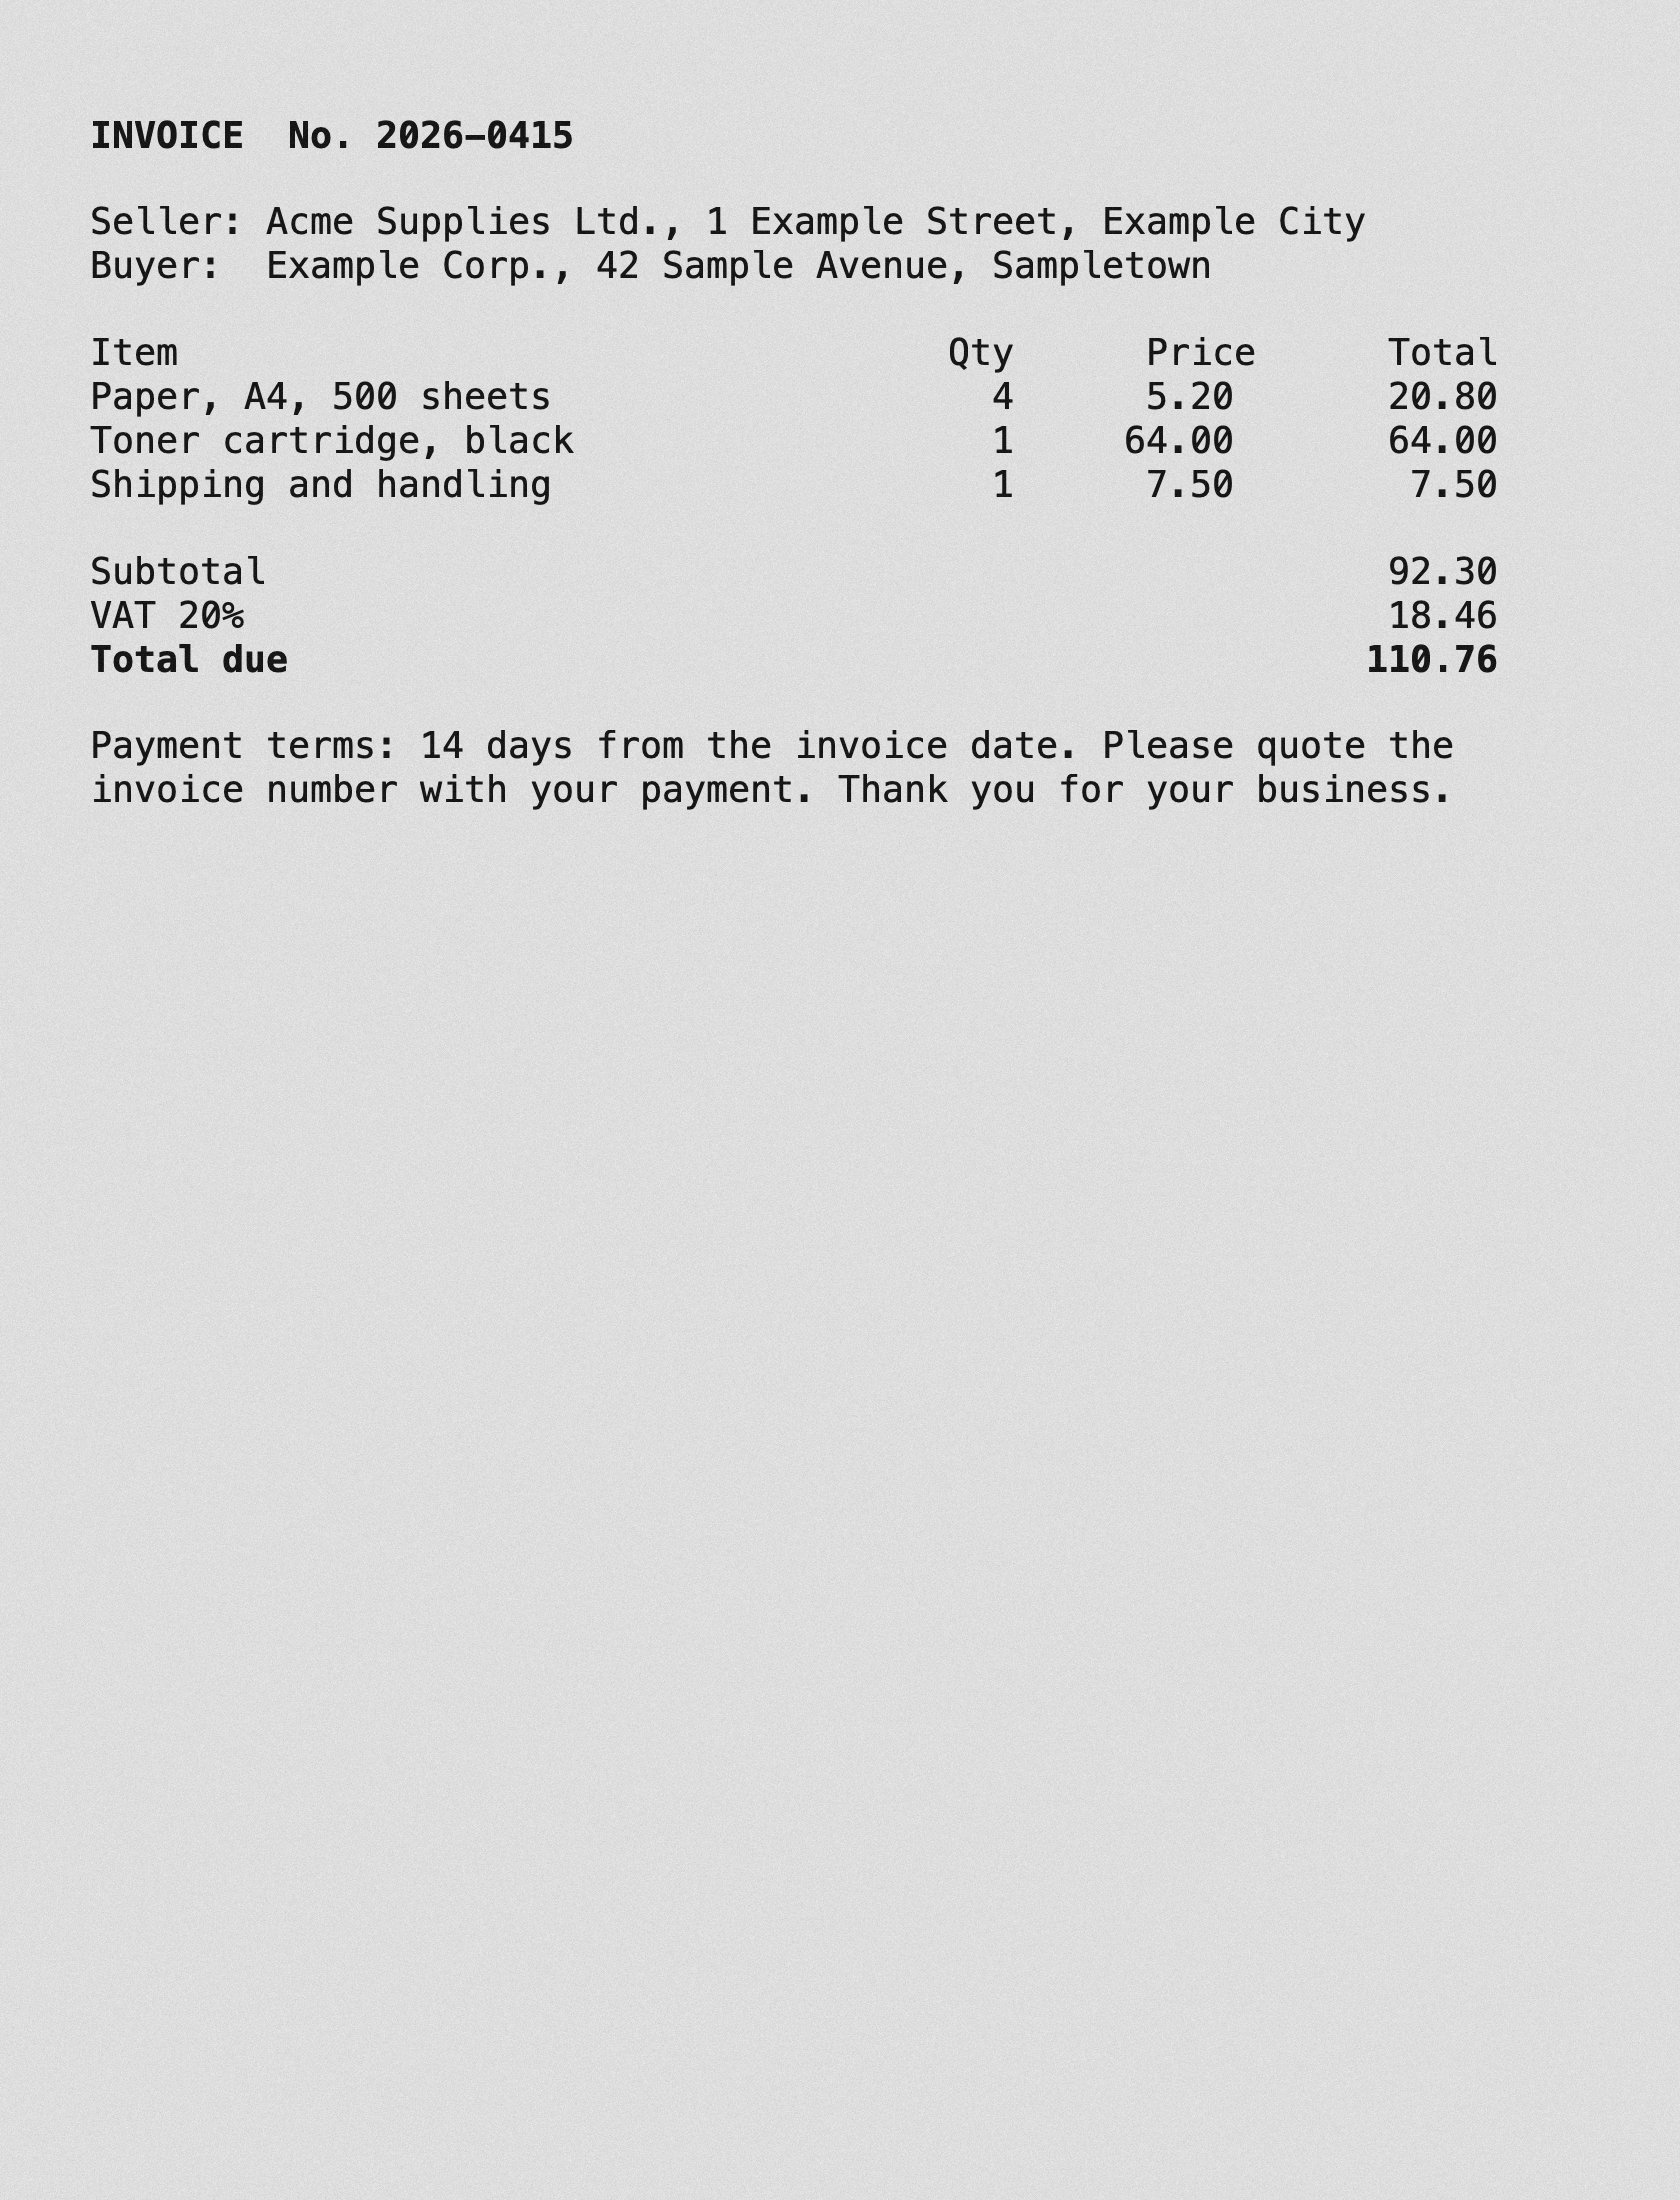 INVOICE  No. 2026–0415
Seller: Acme Supplies Ltd., 1 Example Street, Example City
Buyer:  Example Corp., 42 Sample Avenue, Sampletown
Item                                   Qty      Price      Total
Paper, A4, 500 sheets                    4      5.20       20.80
Toner cartridge, black                   1     64.00       64.00
Shipping and handling                    1      7.50        7.50
Subtotal                                                   92.30
VAT 20%                                                    18.46
Total due                                                 110.76
Payment terms: 14 days from the invoice date. Please quote the
invoice number with your payment. Thank you for your business.